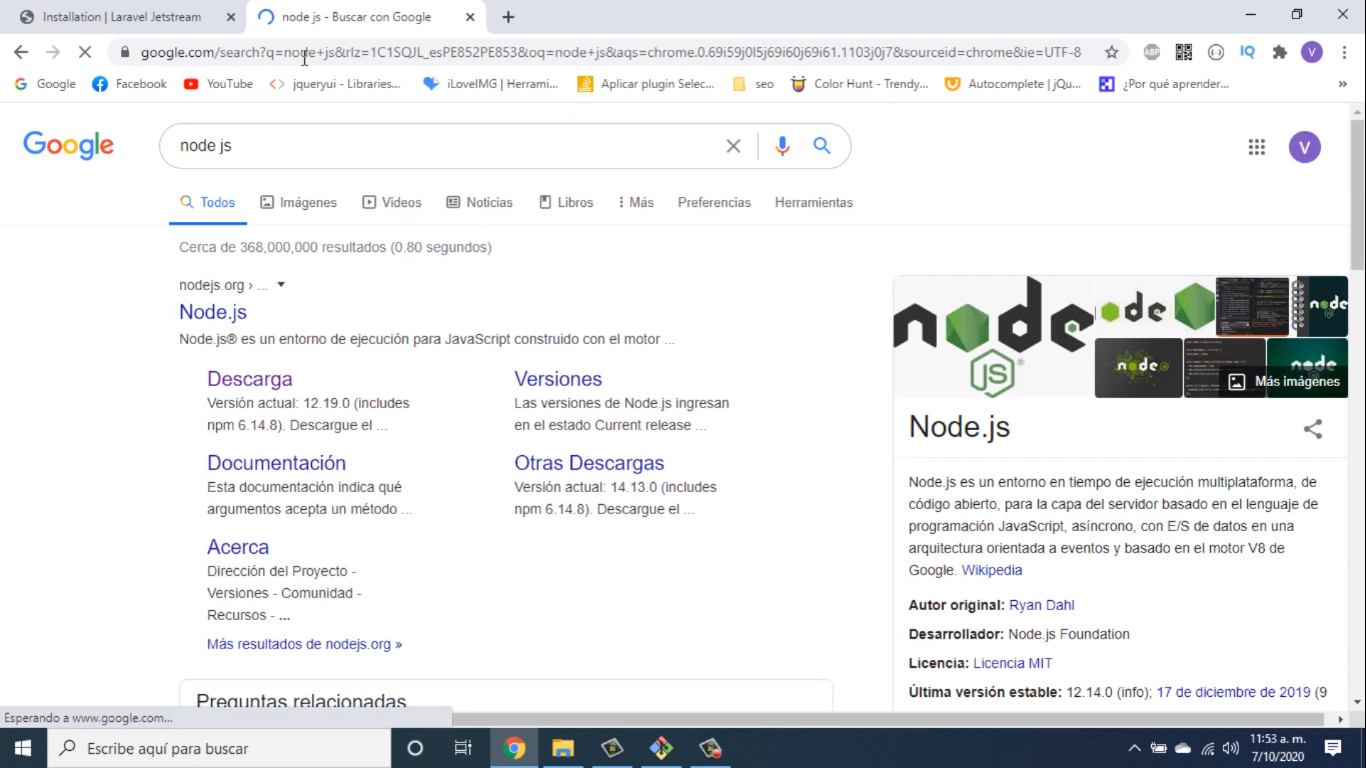 Installation | Laravel Jetstream
node js - Buscar con Google
google.com/search?q=node+js&rlz=1C1SQJL_esPE852PE853&oq=node+js&aqs=chrome.0.69i59j0l5j69i60j69i61.1103j0j7&sourceid=chrome&ie=UTF-8
ABP
IQ
V
Google
Facebook
YouTube
jqueryui - Libraries...
iLoveIMG | Herrami...
Aplicar plugin Selec...
seo
Color Hunt - Trendy...
Autocomplete | jQu...
¿Por qué aprender...
»
Google
node js
V
Todos
Imágenes
Videos
Noticias
Libros
Más
Preferencias
Herramientas
Cerca de 368,000,000 resultados (0.80 segundos)
nodejs.org › ...
Node.js
Node.js® es un entorno de ejecución para JavaScript construido con el motor ...
Descarga
Versión actual: 12.19.0 (includes
npm 6.14.8). Descargue el ...
Versiones
Las versiones de Node.js ingresan
en el estado Current release ...
Documentación
Esta documentación indica qué
argumentos acepta un método ...
Otras Descargas
Versión actual: 14.13.0 (includes
npm 6.14.8). Descargue el ...
Acerca
Dirección del Proyecto -
Versiones - Comunidad -
Recursos - ...
Más resultados de nodejs.org »
Preguntas relacionadas
node
JS
node
node
node
node
Más imágenes
Node.js
Node.js es un entorno en tiempo de ejecución multiplataforma, de
código abierto, para la capa del servidor basado en el lenguaje de
programación JavaScript, asíncrono, con E/S de datos en una
arquitectura orientada a eventos y basado en el motor V8 de
Google. Wikipedia
Autor original: Ryan Dahl
Desarrollador: Node.js Foundation
Licencia: Licencia MIT
Última versión estable: 12.14.0 (info); 17 de diciembre de 2019 (9
Esperando a www.google.com...
Escribe aquí para buscar
11:53 a. m.
7/10/2020